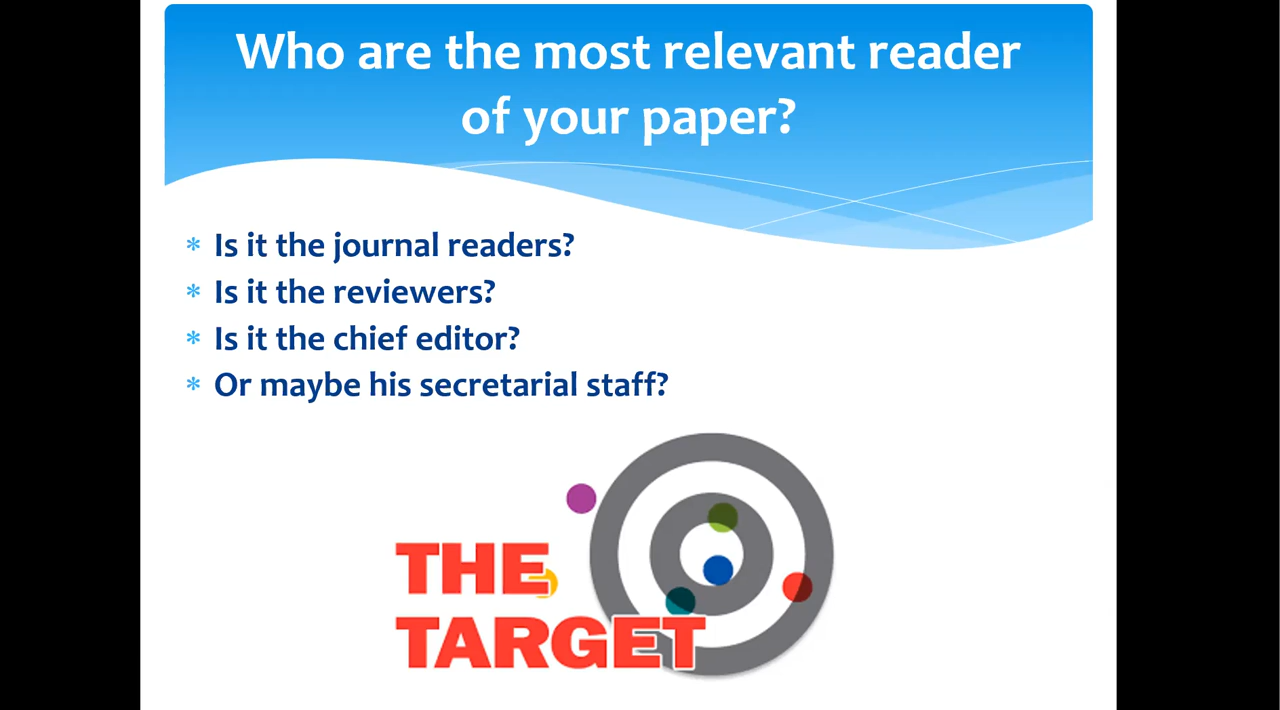 Who are the most relevant reader
of your paper?
* Is it the journal readers?
* Is it the reviewers?
* Is it the chief editor?
* Or maybe his secretarial staff?
THE
TARGET